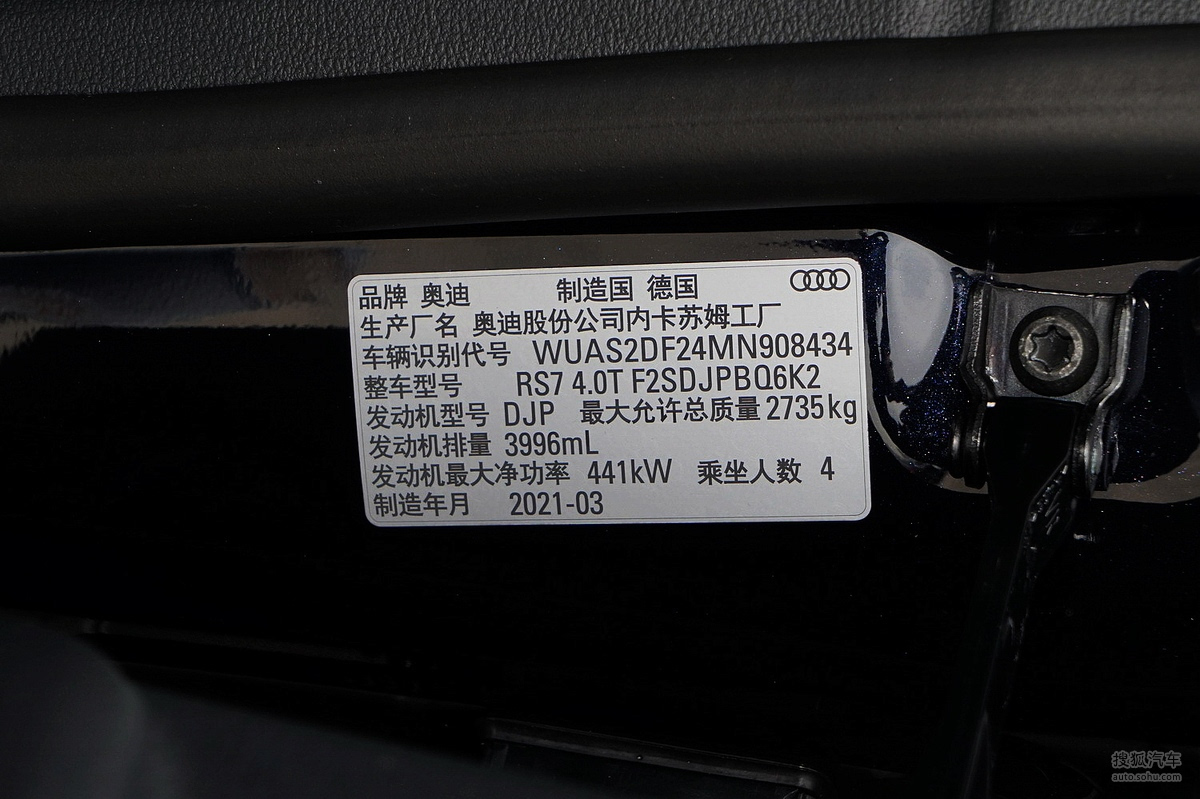 品牌 奥迪 制造国 德国
生产厂名 奥迪股份公司内卡苏姆工厂
车辆识别代号 WUAS2DF24MN908434
整车型号 RS7 4.0T F2SDJPBQ6K2
发动机型号 DJP 最大允许总质量 2735kg
发动机排量 3996mL
发动机最大净功率 441kW 乘坐人数 4
制造年月 2021-03
搜狐汽车
auto.sohu.com